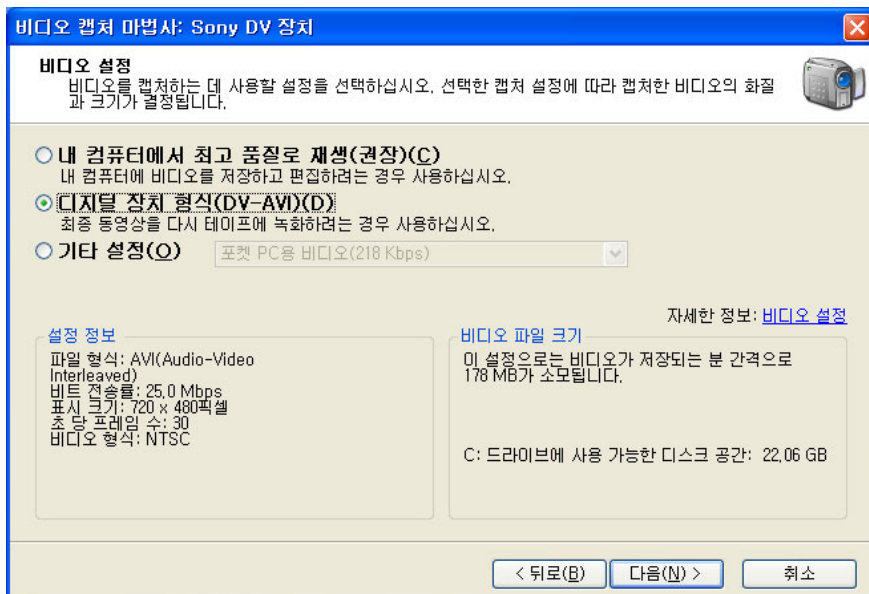 비디오 캡처 마법사: Sony DV 장치
비디오 설정
비디오를 캡처하는 데 사용할 설정을 선택하십시오. 선택한 캡처 설정에 따라 캡처한 비디오의 화질
과 크기가 결정됩니다.
내 컴퓨터에서 최고 품질로 재생(권장)(C)
내 컴퓨터에 비디오를 저장하고 편집하려는 경우 사용하십시오.
디지털 장치 형식(DV-AVI)(D)
최종 동영상을 다시 테이프에 녹화하려는 경우 사용하십시오.
기타 설정(O) 포켓 PC용 비디오(218 Kbps)
자세한 정보: 비디오 설정
설정 정보
파일 형식: AVI(Audio-Video
Interleaved)
비트 전송률: 25.0 Mbps
표시 크기: 720 x 480픽셀
초 당 프레임 수: 30
비디오 형식: NTSC
비디오 파일 크기
이 설정으로는 비디오가 저장되는 분 간격으로
178 MB가 소모됩니다.
C: 드라이브에 사용 가능한 디스크 공간: 22.06 GB
< 뒤로(B) 다음(N) > 취소